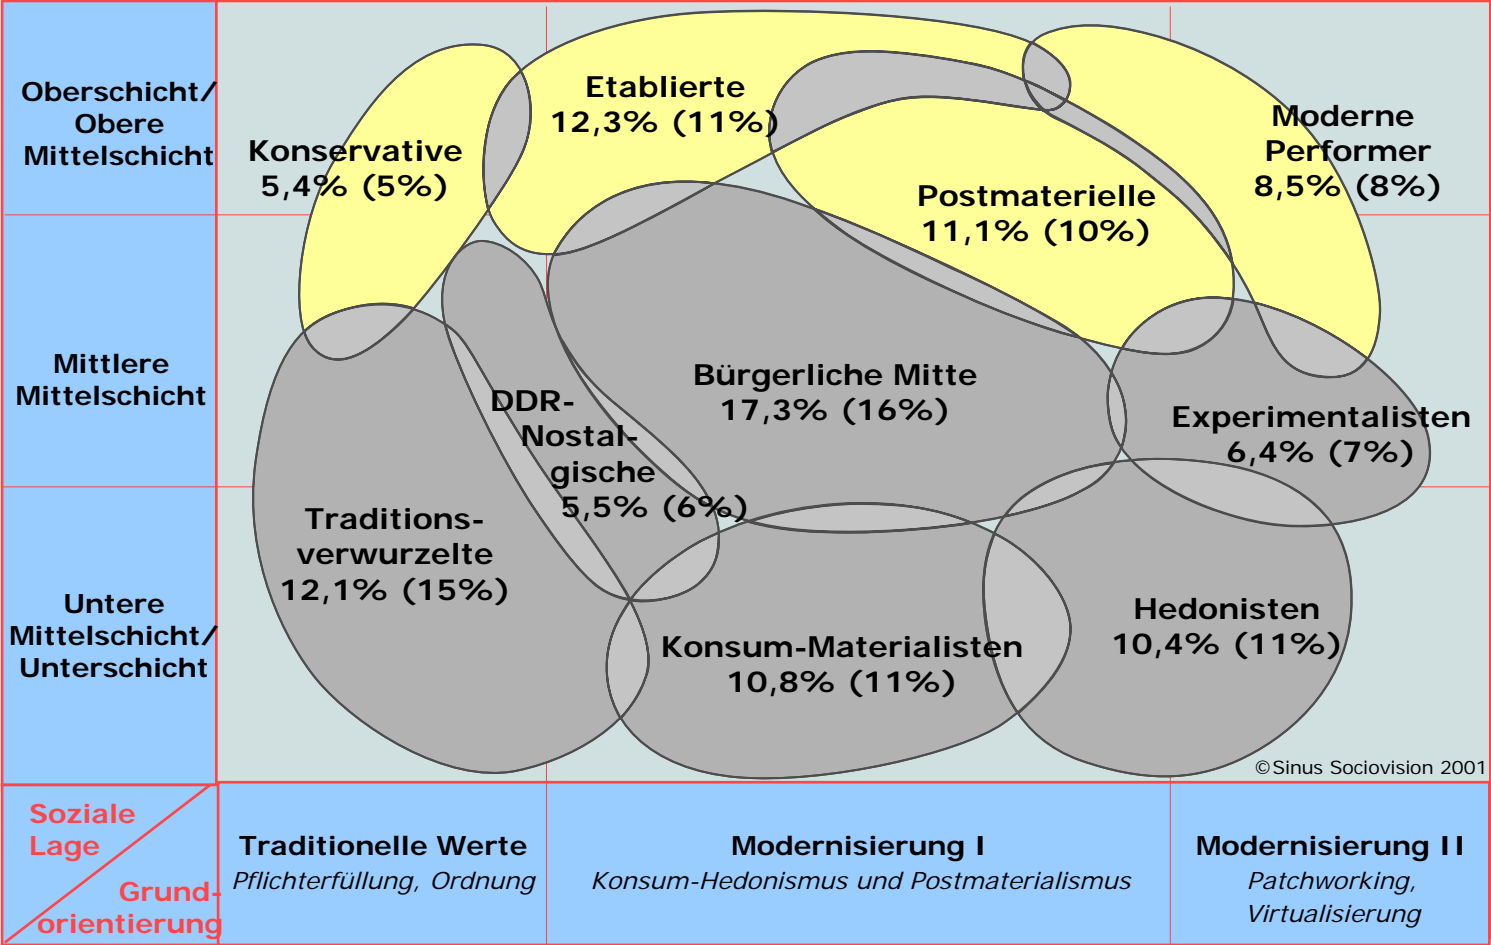 Oberschicht/
Obere
Mittelschicht
Mittlere
Mittelschicht
Untere
Mittelschicht/
Unterschicht
Konservative
5,4% (5%)
Etablierte
12,3% (11%)
Postmaterielle
11,1% (10%)
Moderne
Performer
8,5% (8%)
DDR-
Nostal-
gische
5,5% (6%)
Bürgerliche Mitte
17,3% (16%)
Experimentalisten
6,4% (7%)
Traditions-
verwurzelte
12,1% (15%)
Konsum-Materialisten
10,8% (11%)
Hedonisten
10,4% (11%)
©Sinus Sociovision 2001
Soziale
Lage
Grund-
orientierung
Traditionelle Werte
Pflichterfüllung, Ordnung
Modernisierung I
Konsum-Hedonismus und Postmaterialismus
Modernisierung II
Patchworking,
Virtualisierung